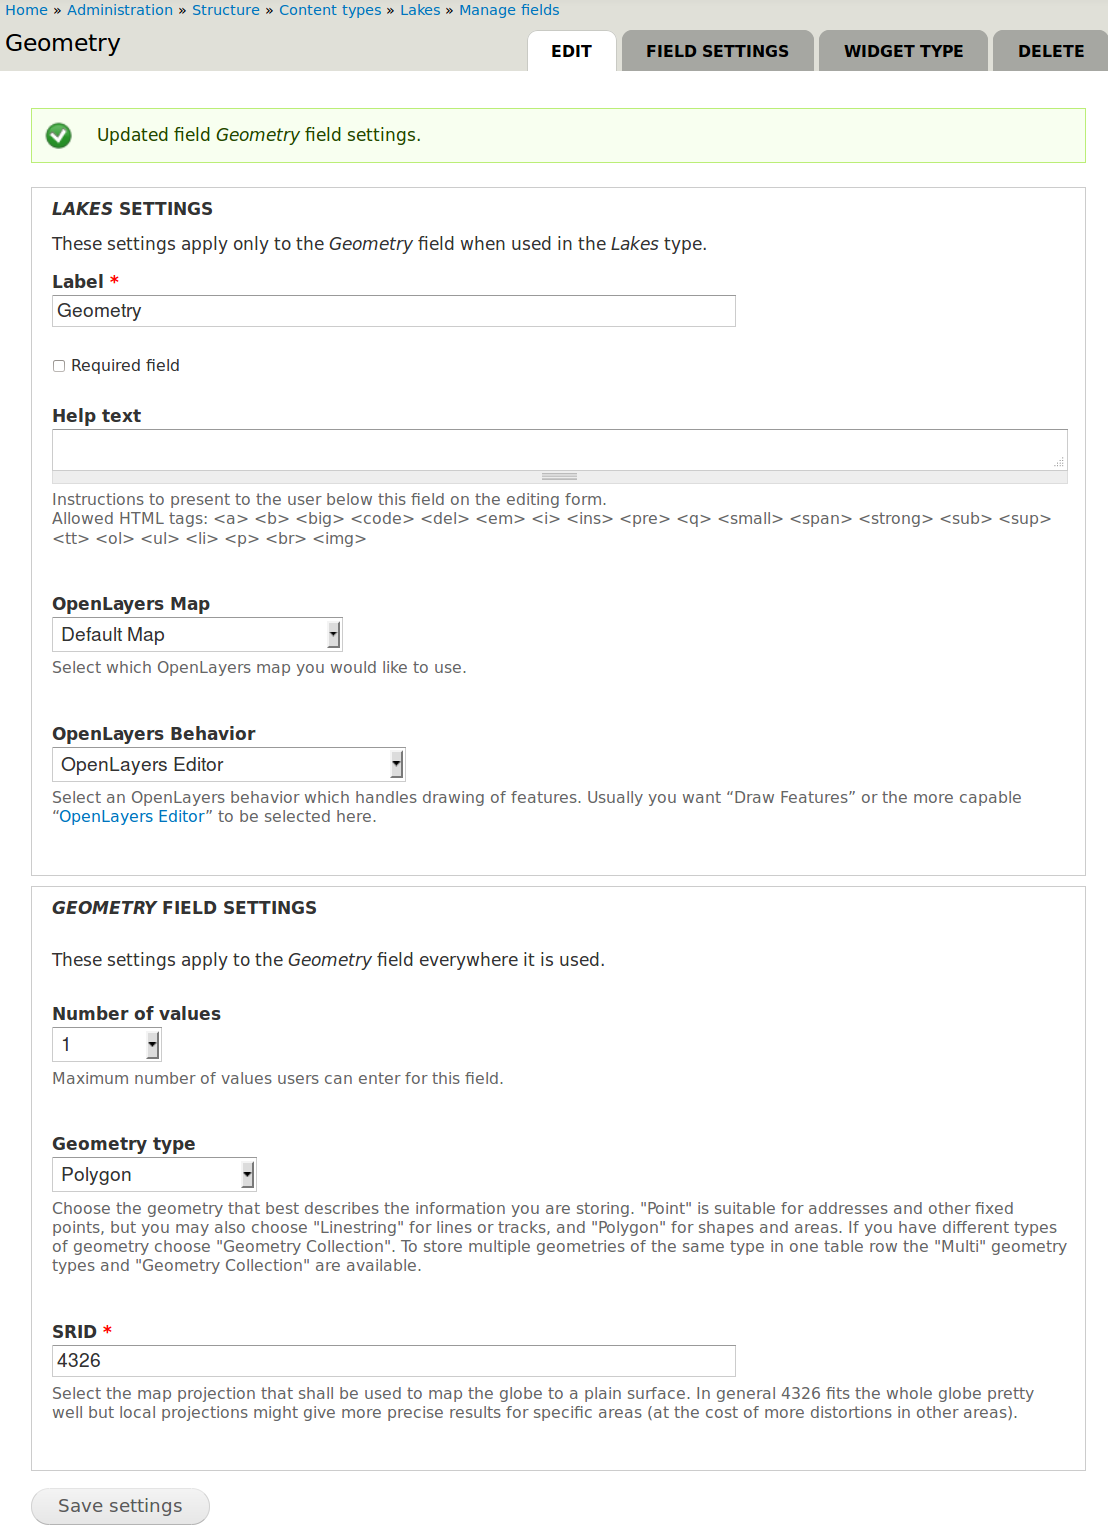 Home » Administration » Structure » Content types » Lakes » Manage fields
Geometry
EDIT
FIELD SETTINGS
WIDGET TYPE
DELETE
Updated field Geometry field settings.
LAKES SETTINGS
These settings apply only to the Geometry field when used in the Lakes type.
Label *
Geometry
Required field
Help text
Instructions to present to the user below this field on the editing form.
Allowed HTML tags: <a> <b> <big> <code> <del> <em> <i> <ins> <pre> <q> <small> <span> <strong> <sub> <sup>
<tt> <ol> <ul> <li> <p> <br> <img>
OpenLayers Map
Default Map
Select which OpenLayers map you would like to use.
OpenLayers Behavior
OpenLayers Editor
Select an OpenLayers behavior which handles drawing of features. Usually you want “Draw Features” or the more capable
“OpenLayers Editor” to be selected here.
GEOMETRY FIELD SETTINGS
These settings apply to the Geometry field everywhere it is used.
Number of values
1
Maximum number of values users can enter for this field.
Geometry type
Polygon
Choose the geometry that best describes the information you are storing. "Point" is suitable for addresses and other fixed
points, but you may also choose "Linestring" for lines or tracks, and "Polygon" for shapes and areas. If you have different types
of geometry choose "Geometry Collection". To store multiple geometries of the same type in one table row the "Multi" geometry
types and "Geometry Collection" are available.
SRID *
4326
Select the map projection that shall be used to map the globe to a plain surface. In general 4326 fits the whole globe pretty
well but local projections might give more precise results for specific areas (at the cost of more distortions in other areas).
Save settings